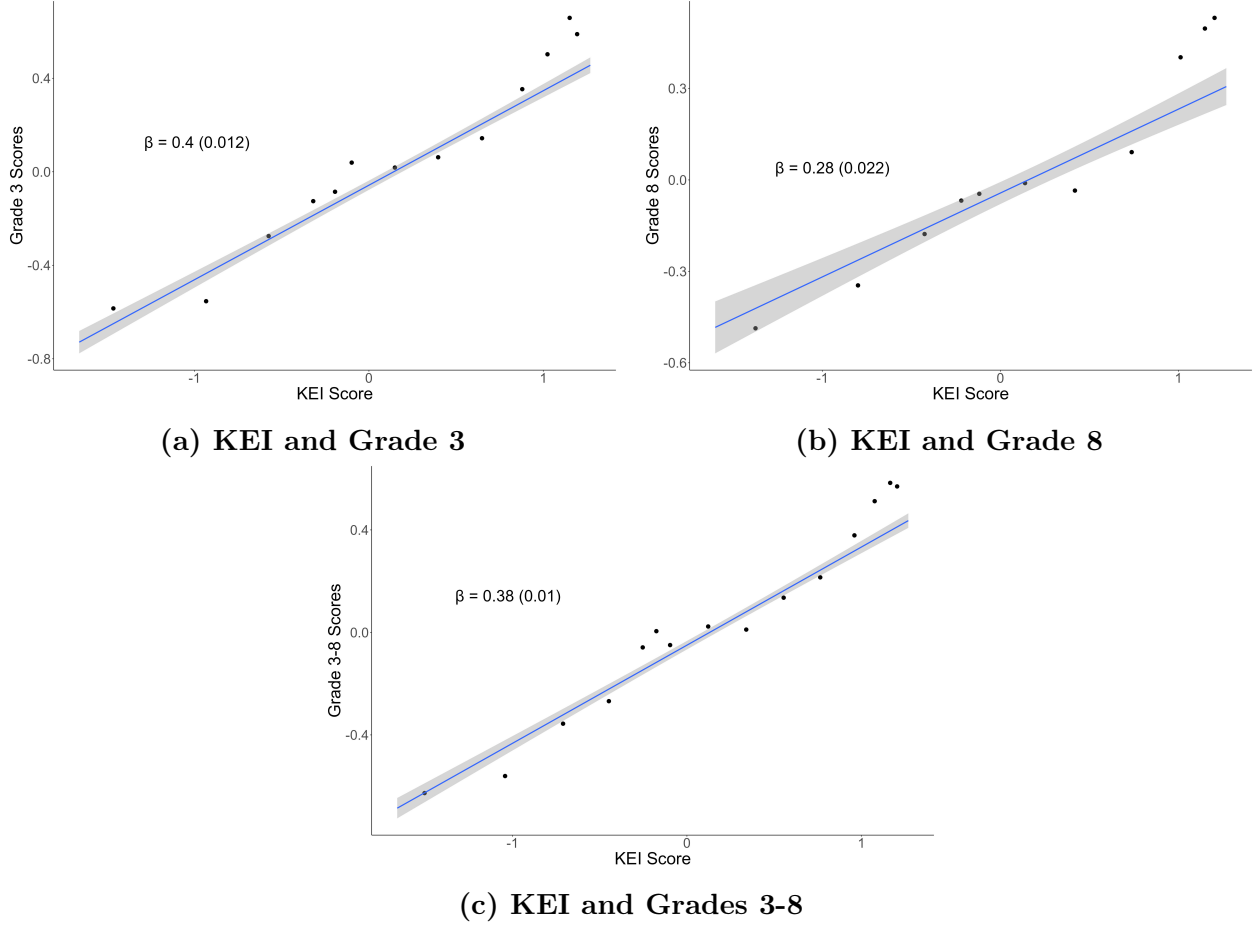 0.4
0.0
-0.4
-0.8
Grade 3 Scores
β = 0.4 (0.012)
-1
0
1
KEI Score
(a) KEI and Grade 3
0.3
0.0
-0.3
-0.6
Grade 8 Scores
β = 0.28 (0.022)
-1
0
1
KEI Score
(b) KEI and Grade 8
0.4
0.0
-0.4
Grade 3-8 Scores
β = 0.38 (0.01)
-1
0
1
KEI Score
(c) KEI and Grades 3-8